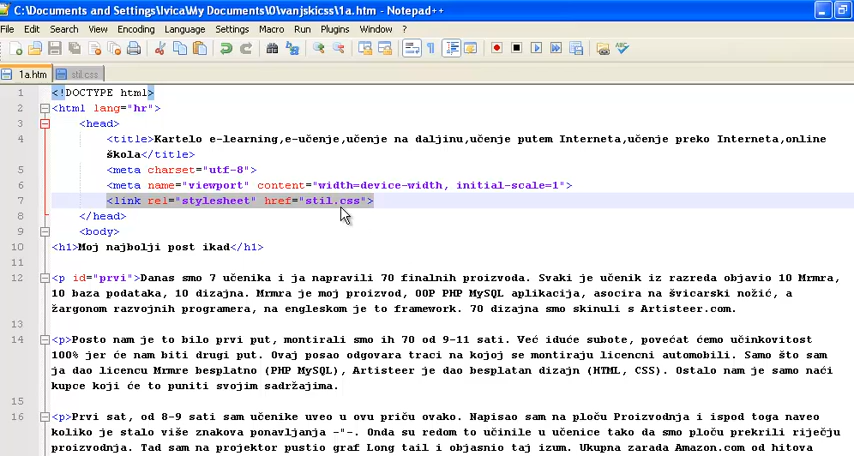 C:\Documents and Settings\Ivica\My Documents\0\vanjskicss\1a.htm - Notepad++
File Edit Search View Encoding Language Settings Macro Run Plugins Window ?
1a.htm stil.css
1 <!DOCTYPE html>
2 <html lang="hr">
3 <head>
4 <title>Kartelo e-learning,e-učenje,učenje na daljinu,učenje putem Interneta,učenje preko Interneta,online
škola</title>
5 <meta charset="utf-8">
6 <meta name="viewport" content="width=device-width, initial-scale=1">
7 <link rel="stylesheet" href="stil.css">
8 </head>
9 <body>
10 <h1>Moj najbolji post ikad</h1>
11
12 <p id="prvi">Danas smo 7 učenika i ja napravili 70 finalnih proizvoda. Svaki je učenik iz razreda objavio 10 Mrmra,
10 baza podataka, 10 dizajna. Mrmra je moj proizvod, OOP PHP MySQL aplikacija, asocira na švicarski nožić, a
žargonom razvojnih programera, na engleskom je to framework. 70 dizajna smo skinuli s Artisteer.com.
13
14 <p>Posto nam je to bilo prvi put, montirali smo ih 70 od 9-11 sati. Već iduće subote, povećat ćemo učinkovitost
100% jer će nam biti drugi put. Ovaj posao odgovara traci na kojoj se montiraju licencni automobili. Samo što sam
ja dao licencu Mrmre besplatno (PHP MySQL), Artisteer je dao besplatan dizajn (HTML, CSS). Ostalo nam je samo naći
kupce koji će to puniti svojim sadržajima.
15
16 <p>Prvi sat, od 8-9 sati sam učenike uveo u ovu priču ovako. Napisao sam na ploču Proizvodnja i ispod toga naveo
koliko je stalo više znakova ponavljanja -"-. Onda su redom to učinile u učenice tako da smo ploču prekrili riječju
proizvodnja. Tad sam na projektor pustio graf Long tail i objasnio taj izum. Ukupna zarada Amazon.com od hitova